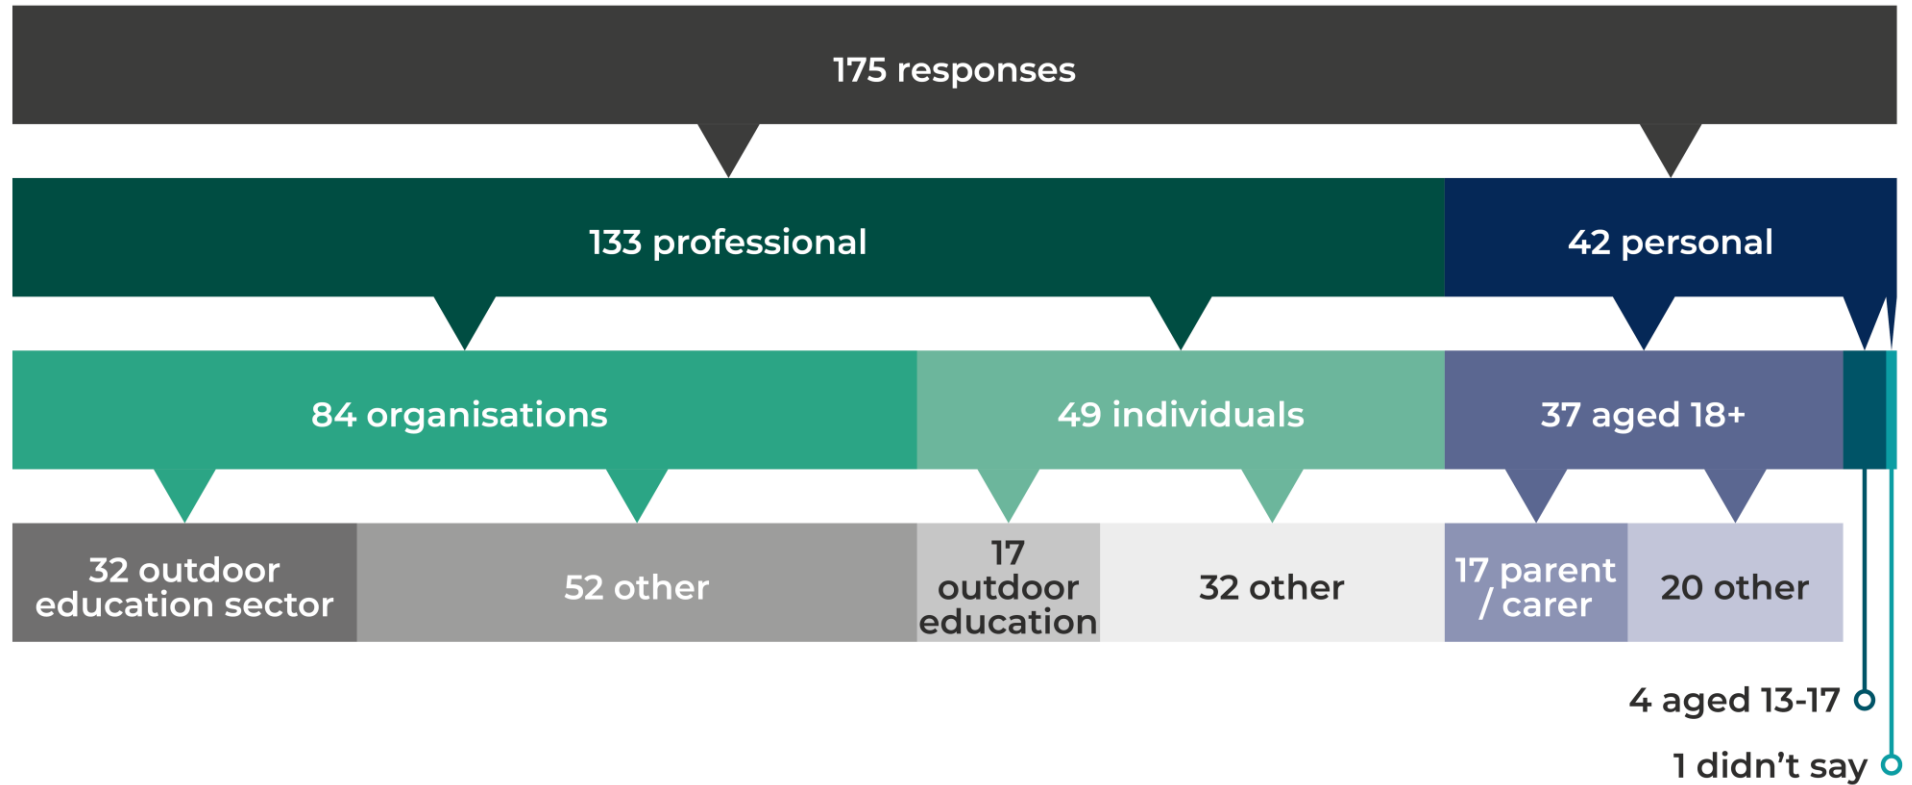 175 responses
133 professional
42 personal
84 organisations
49 individuals
37 aged 18+
32 outdoor
education sector
52 other
17
outdoor
education
32 other
17 parent
/ carer
20 other
4 aged 13-17
1 didn’t say